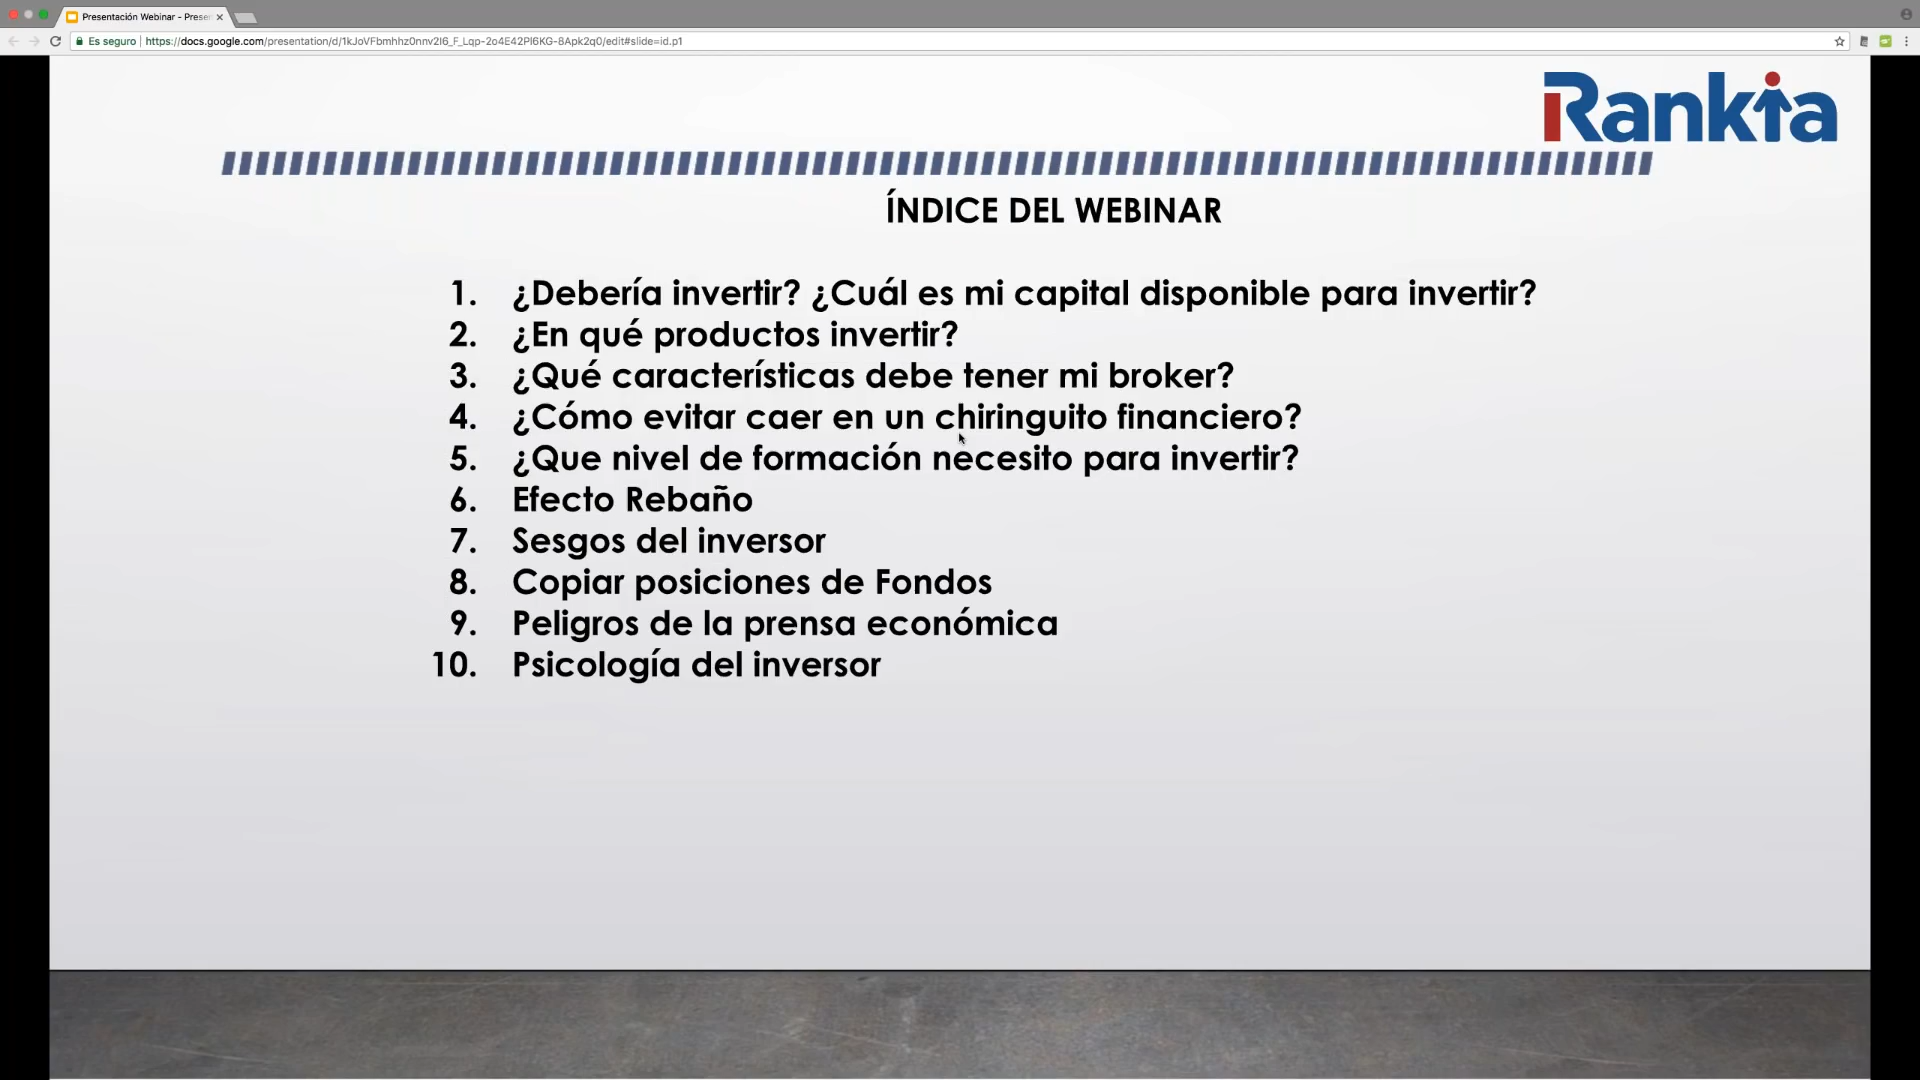 Presentación Webinar - Prese
Es seguro
https://docs.google.com/presentation/d/1kJoVFbmhhz0nnv2I6_F_Lqp-2o4E42PI6KG-8Apk2q0/edit#slide=id.p1
Rankia
ÍNDICE DEL WEBINAR
1. ¿Debería invertir? ¿Cuál es mi capital disponible para invertir?
2. ¿En qué productos invertir?
3. ¿Qué características debe tener mi broker?
4. ¿Cómo evitar caer en un chiringuito financiero?
5. ¿Que nivel de formación necesito para invertir?
6. Efecto Rebaño
7. Sesgos del inversor
8. Copiar posiciones de Fondos
9. Peligros de la prensa económica
10. Psicología del inversor